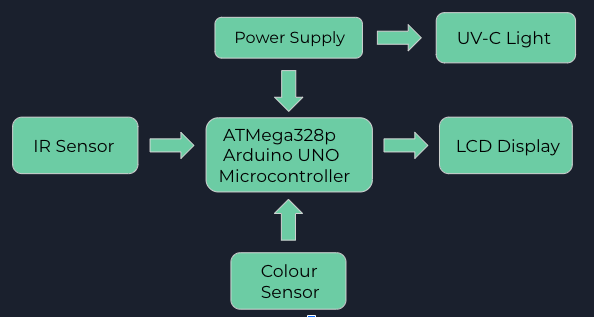 Power Supply
UV-C Light
IR Sensor
ATMega328p
Arduino UNO
Microcontroller
LCD Display
Colour
Sensor